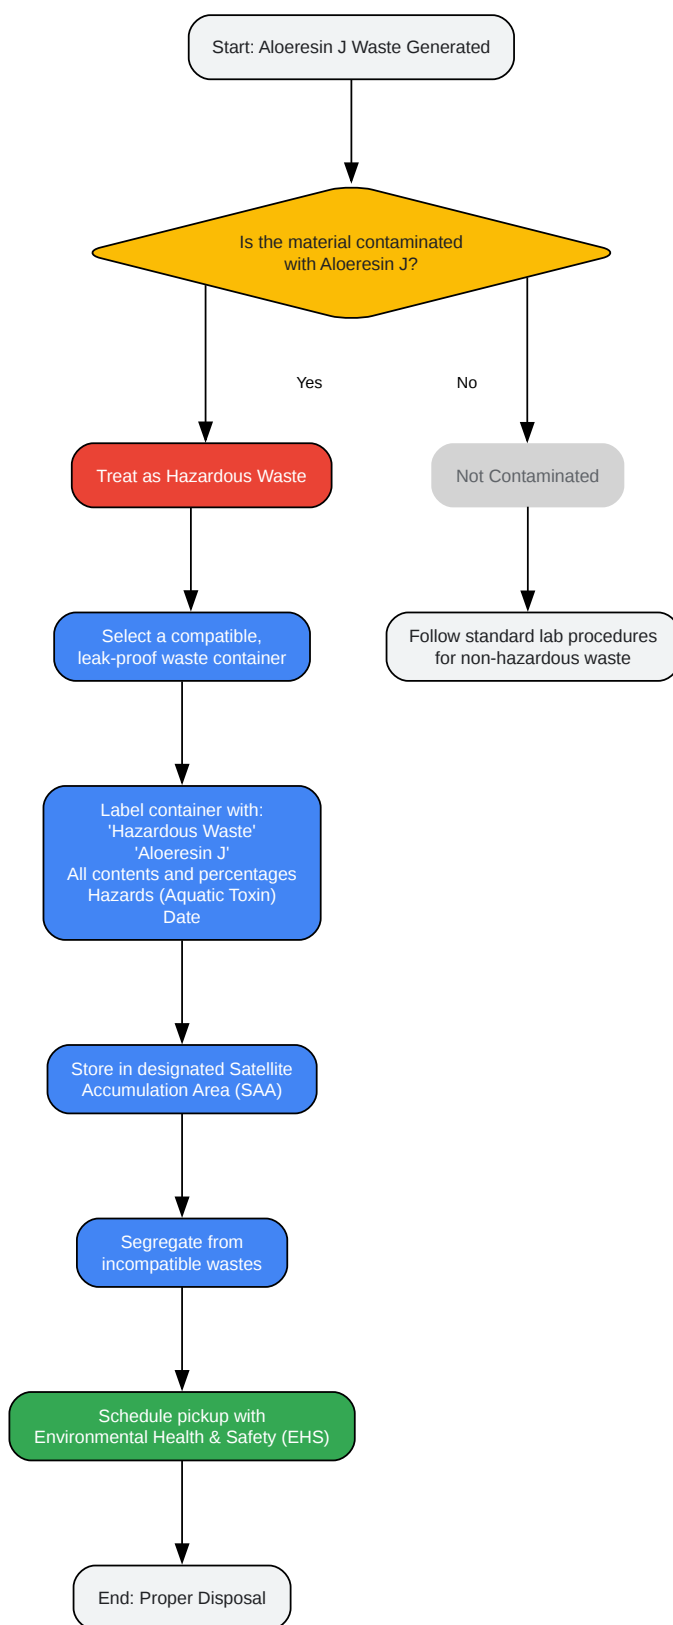 Start: Aloeresin J Waste Generated
Is the material contaminated
with Aloeresin J?
Yes
No
Treat as Hazardous Waste
Not Contaminated
Select a compatible,
leak-proof waste container
Follow standard lab procedures
for non-hazardous waste
Label container with:
'Hazardous Waste'
'Aloeresin J'
All contents and percentages
Hazards (Aquatic Toxin)
Date
Store in designated Satellite
Accumulation Area (SAA)
Segregate from
incompatible wastes
Schedule pickup with
Environmental Health & Safety (EHS)
End: Proper Disposal